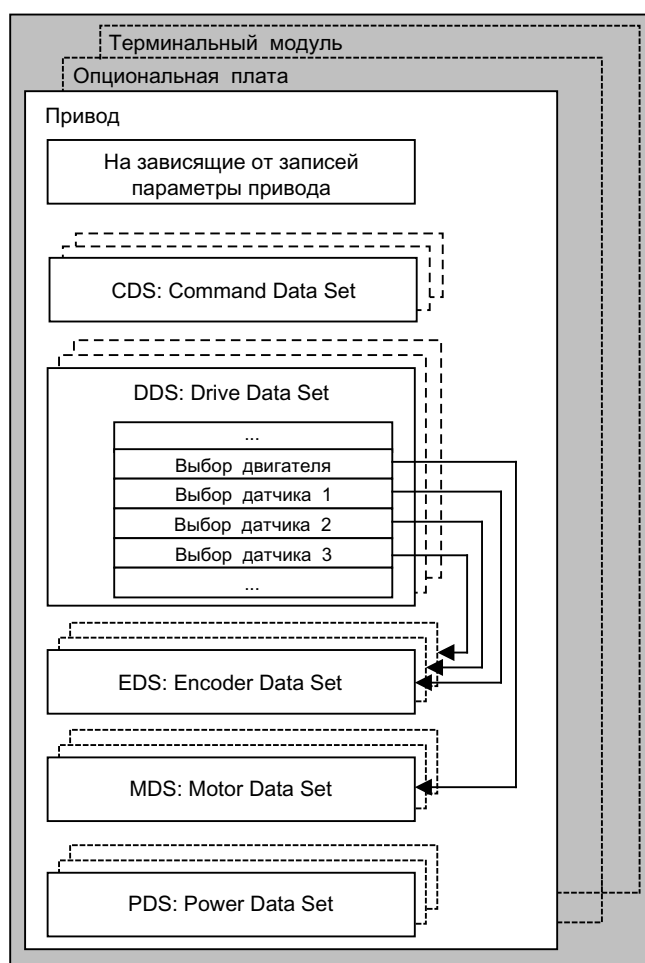 Терминальный модуль
Опциональная плата
Привод
На зависящие от записей
параметры привода
CDS: Command Data Set
DDS: Drive Data Set
...
Выбор двигателя
Выбор датчика 1
Выбор датчика 2
Выбор датчика 3
...
EDS: Encoder Data Set
MDS: Motor Data Set
PDS: Power Data Set